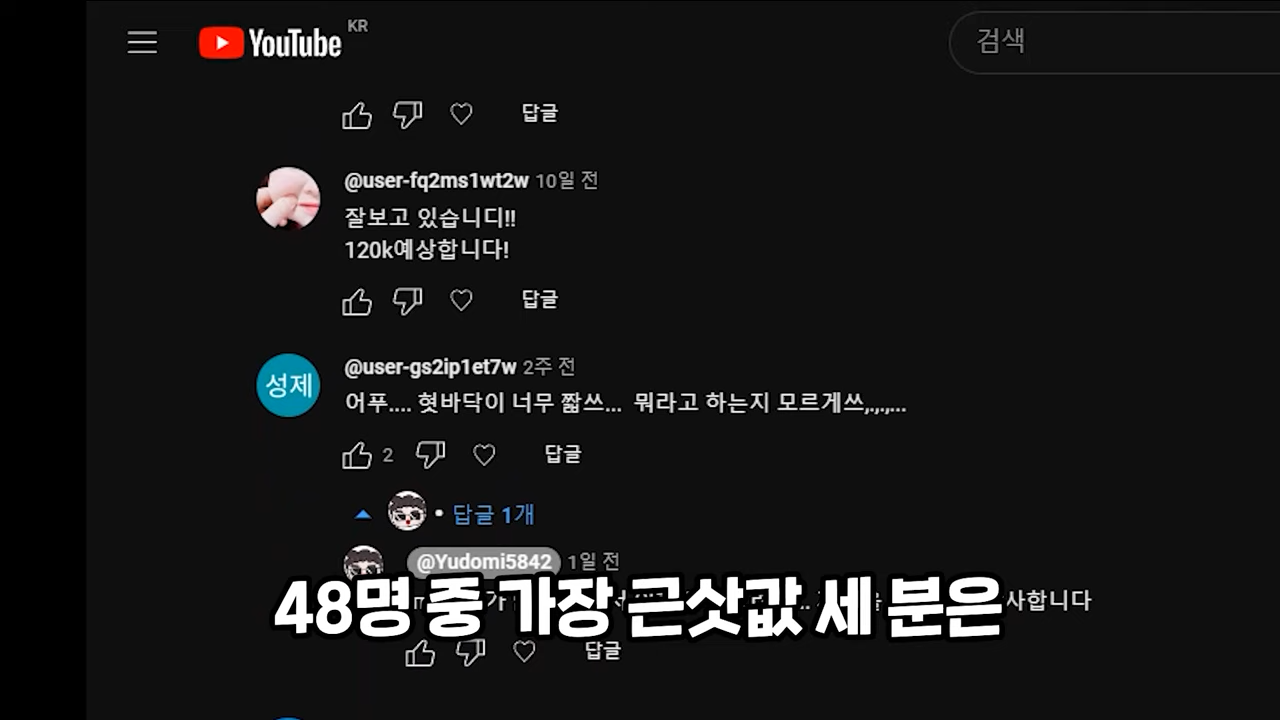 YouTube KR
검색
답글
@user-fq2ms1wt2w 10일 전
잘보고 있습니디!!
120k예상합니다!
답글
성제
@user-gs2ip1et7w 2주 전
어푸.... 혓바닥이 너무 짧쓰... 뭐라고 하는지 모르게쓰,.,.,...
2
답글
• 답글 1개
@Yudomi5842 1일 전
사합니다
48명 중 가장 근삿값 세 분은
답글